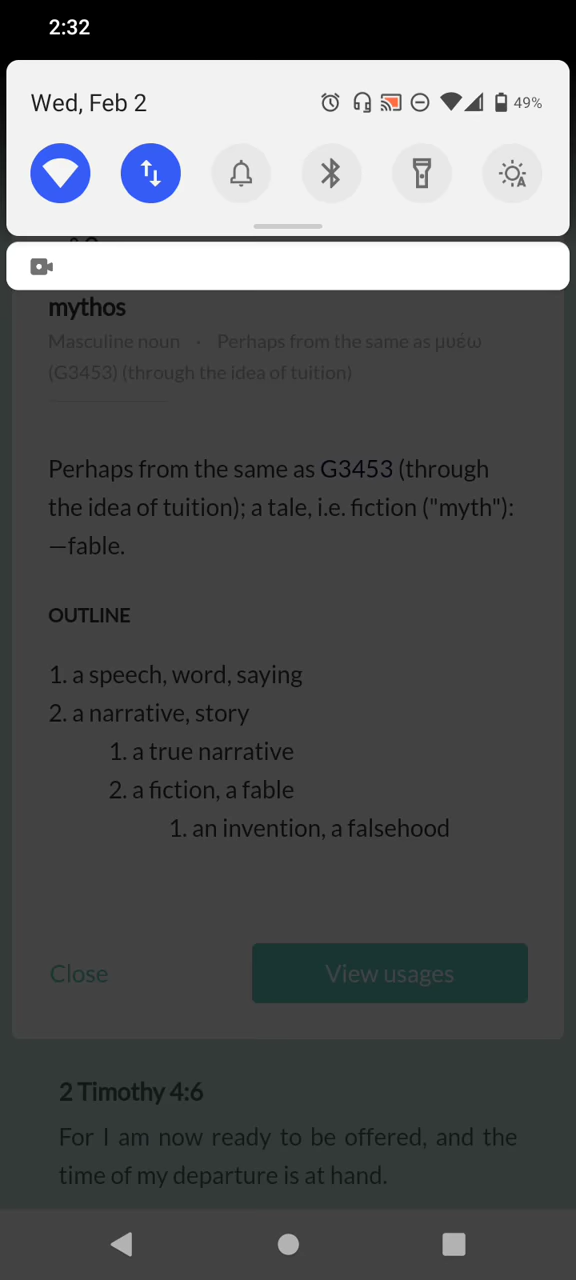 2:32
Wed, Feb 2
49%
mythos
Masculine noun · Perhaps from the same as μυέω
(G3453) (through the idea of tuition)
Perhaps from the same as G3453 (through
the idea of tuition); a tale, i.e. fiction ("myth"):
—fable.
OUTLINE
1. a speech, word, saying
2. a narrative, story
1. a true narrative
2. a fiction, a fable
1. an invention, a falsehood
Close
View usages
2 Timothy 4:6
For I am now ready to be offered, and the
time of my departure is at hand.